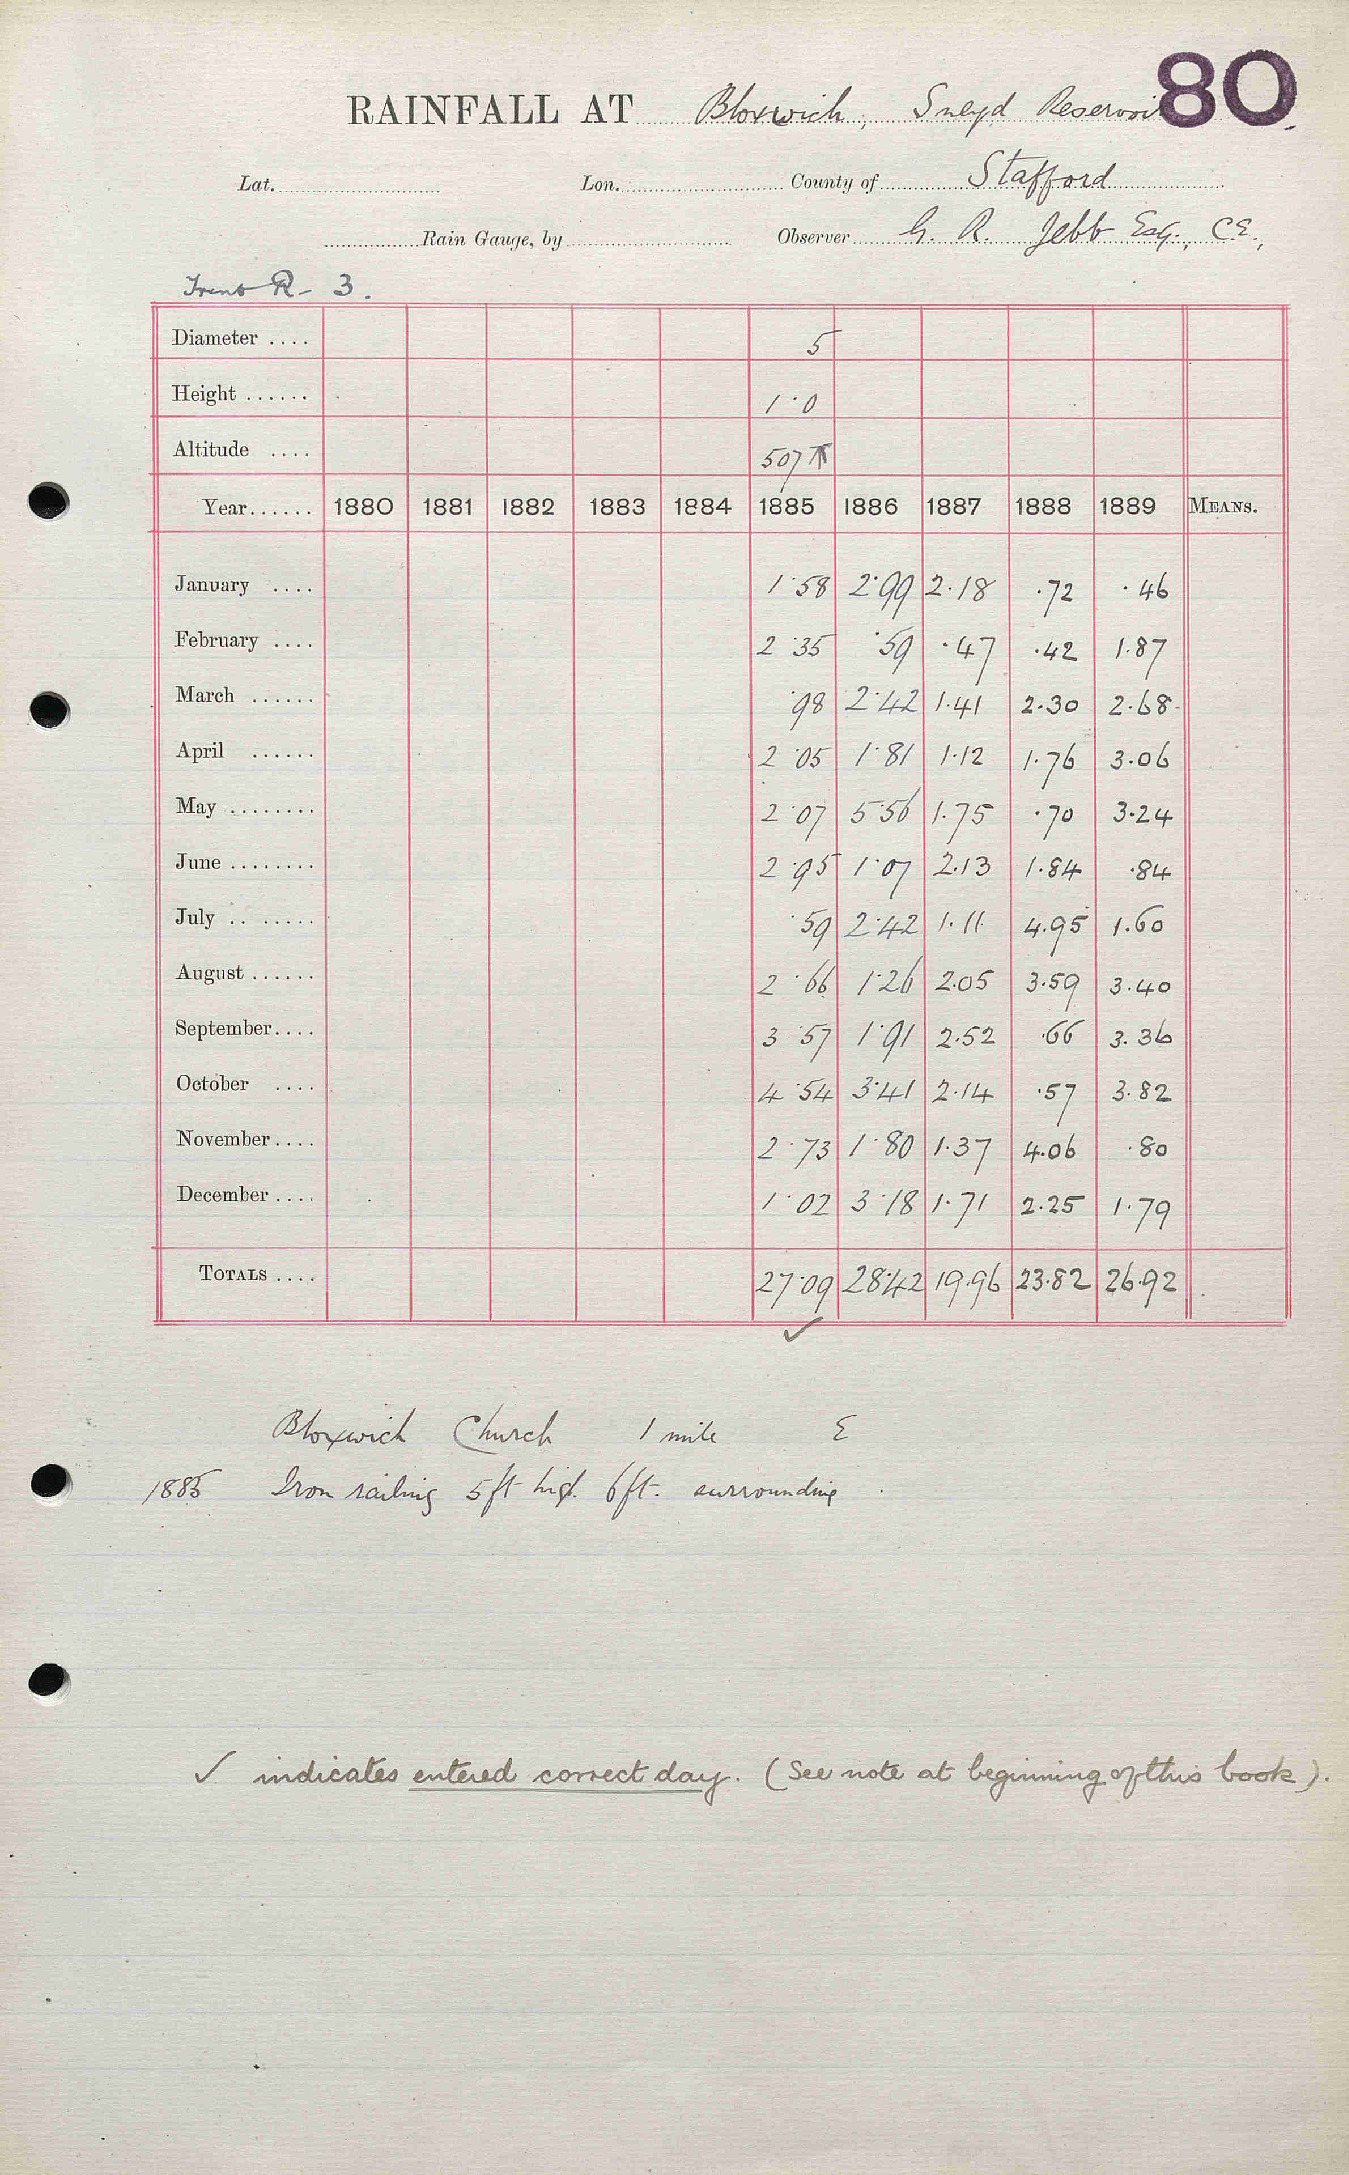 80
RAINFALL AT Bloxwich, Sneyd Reservoir
Lat. Lon. County of Stafford
Rain Gauge, by Observer G. R. Jebb Esq., C.E.,
Trent R - 3.
Diameter .... 5
Height ...... 1·0
Altitude .... 507 T
Year...... 1880 1881 1882 1883 1884 1885 1886 1887 1888 1889 MEANS.
January .... 1·58 2·99 2·18 ·72 ·46
February .... 2·35 ·59 ·47 ·42 1·87
March ...... ·98 2·42 1·41 2·30 2·68
April ...... 2·05 1·81 1·12 1·76 3·06
May ........ 2·07 5·56 1·75 ·70 3·24
June ........ 2·95 1·07 2·13 1·84 ·84
July .. ...... ·59 2·42 1·11 4·95 1·60
August ...... 2·66 1·26 2·05 3·59 3·40
September.... 3·57 1·91 2·52 ·66 3·36
October .... 4·54 3·41 2·14 ·57 3·82
November.... 2·73 1·80 1·37 4·06 ·80
December .... 1·02 3·18 1·71 2·25 1·79
TOTALS .... 27·09 28·42 19·96 23·82 26·92
✓
Bloxwich Church 1 mile E
1885 Iron railing 5ft high 6ft. surrounding
✓ indicates entered correct day. (See note at beginning of this book).